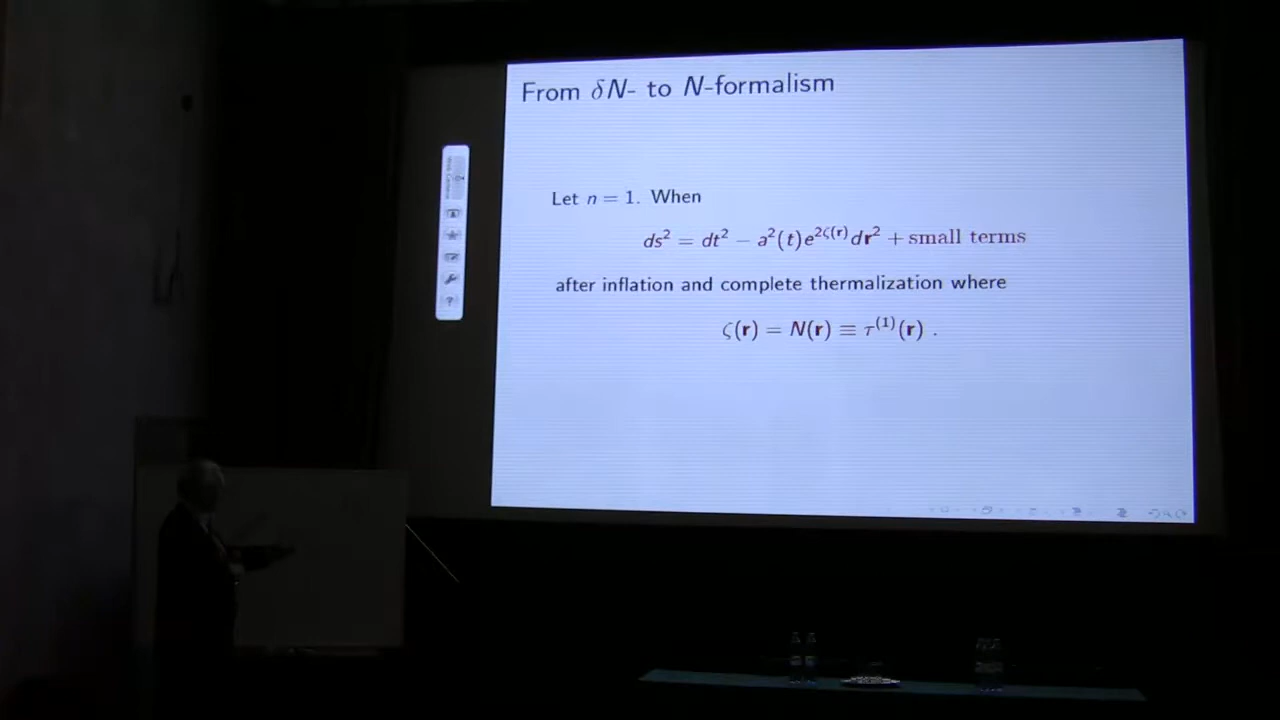 From δN- to N-formalism
Let n = 1. When
ds² = dt² − a²(t)e^{2ζ(r)}dr² + small terms
after inflation and complete thermalization where
ζ(r) = N(r) ≡ τ^{(1)}(r) .
?